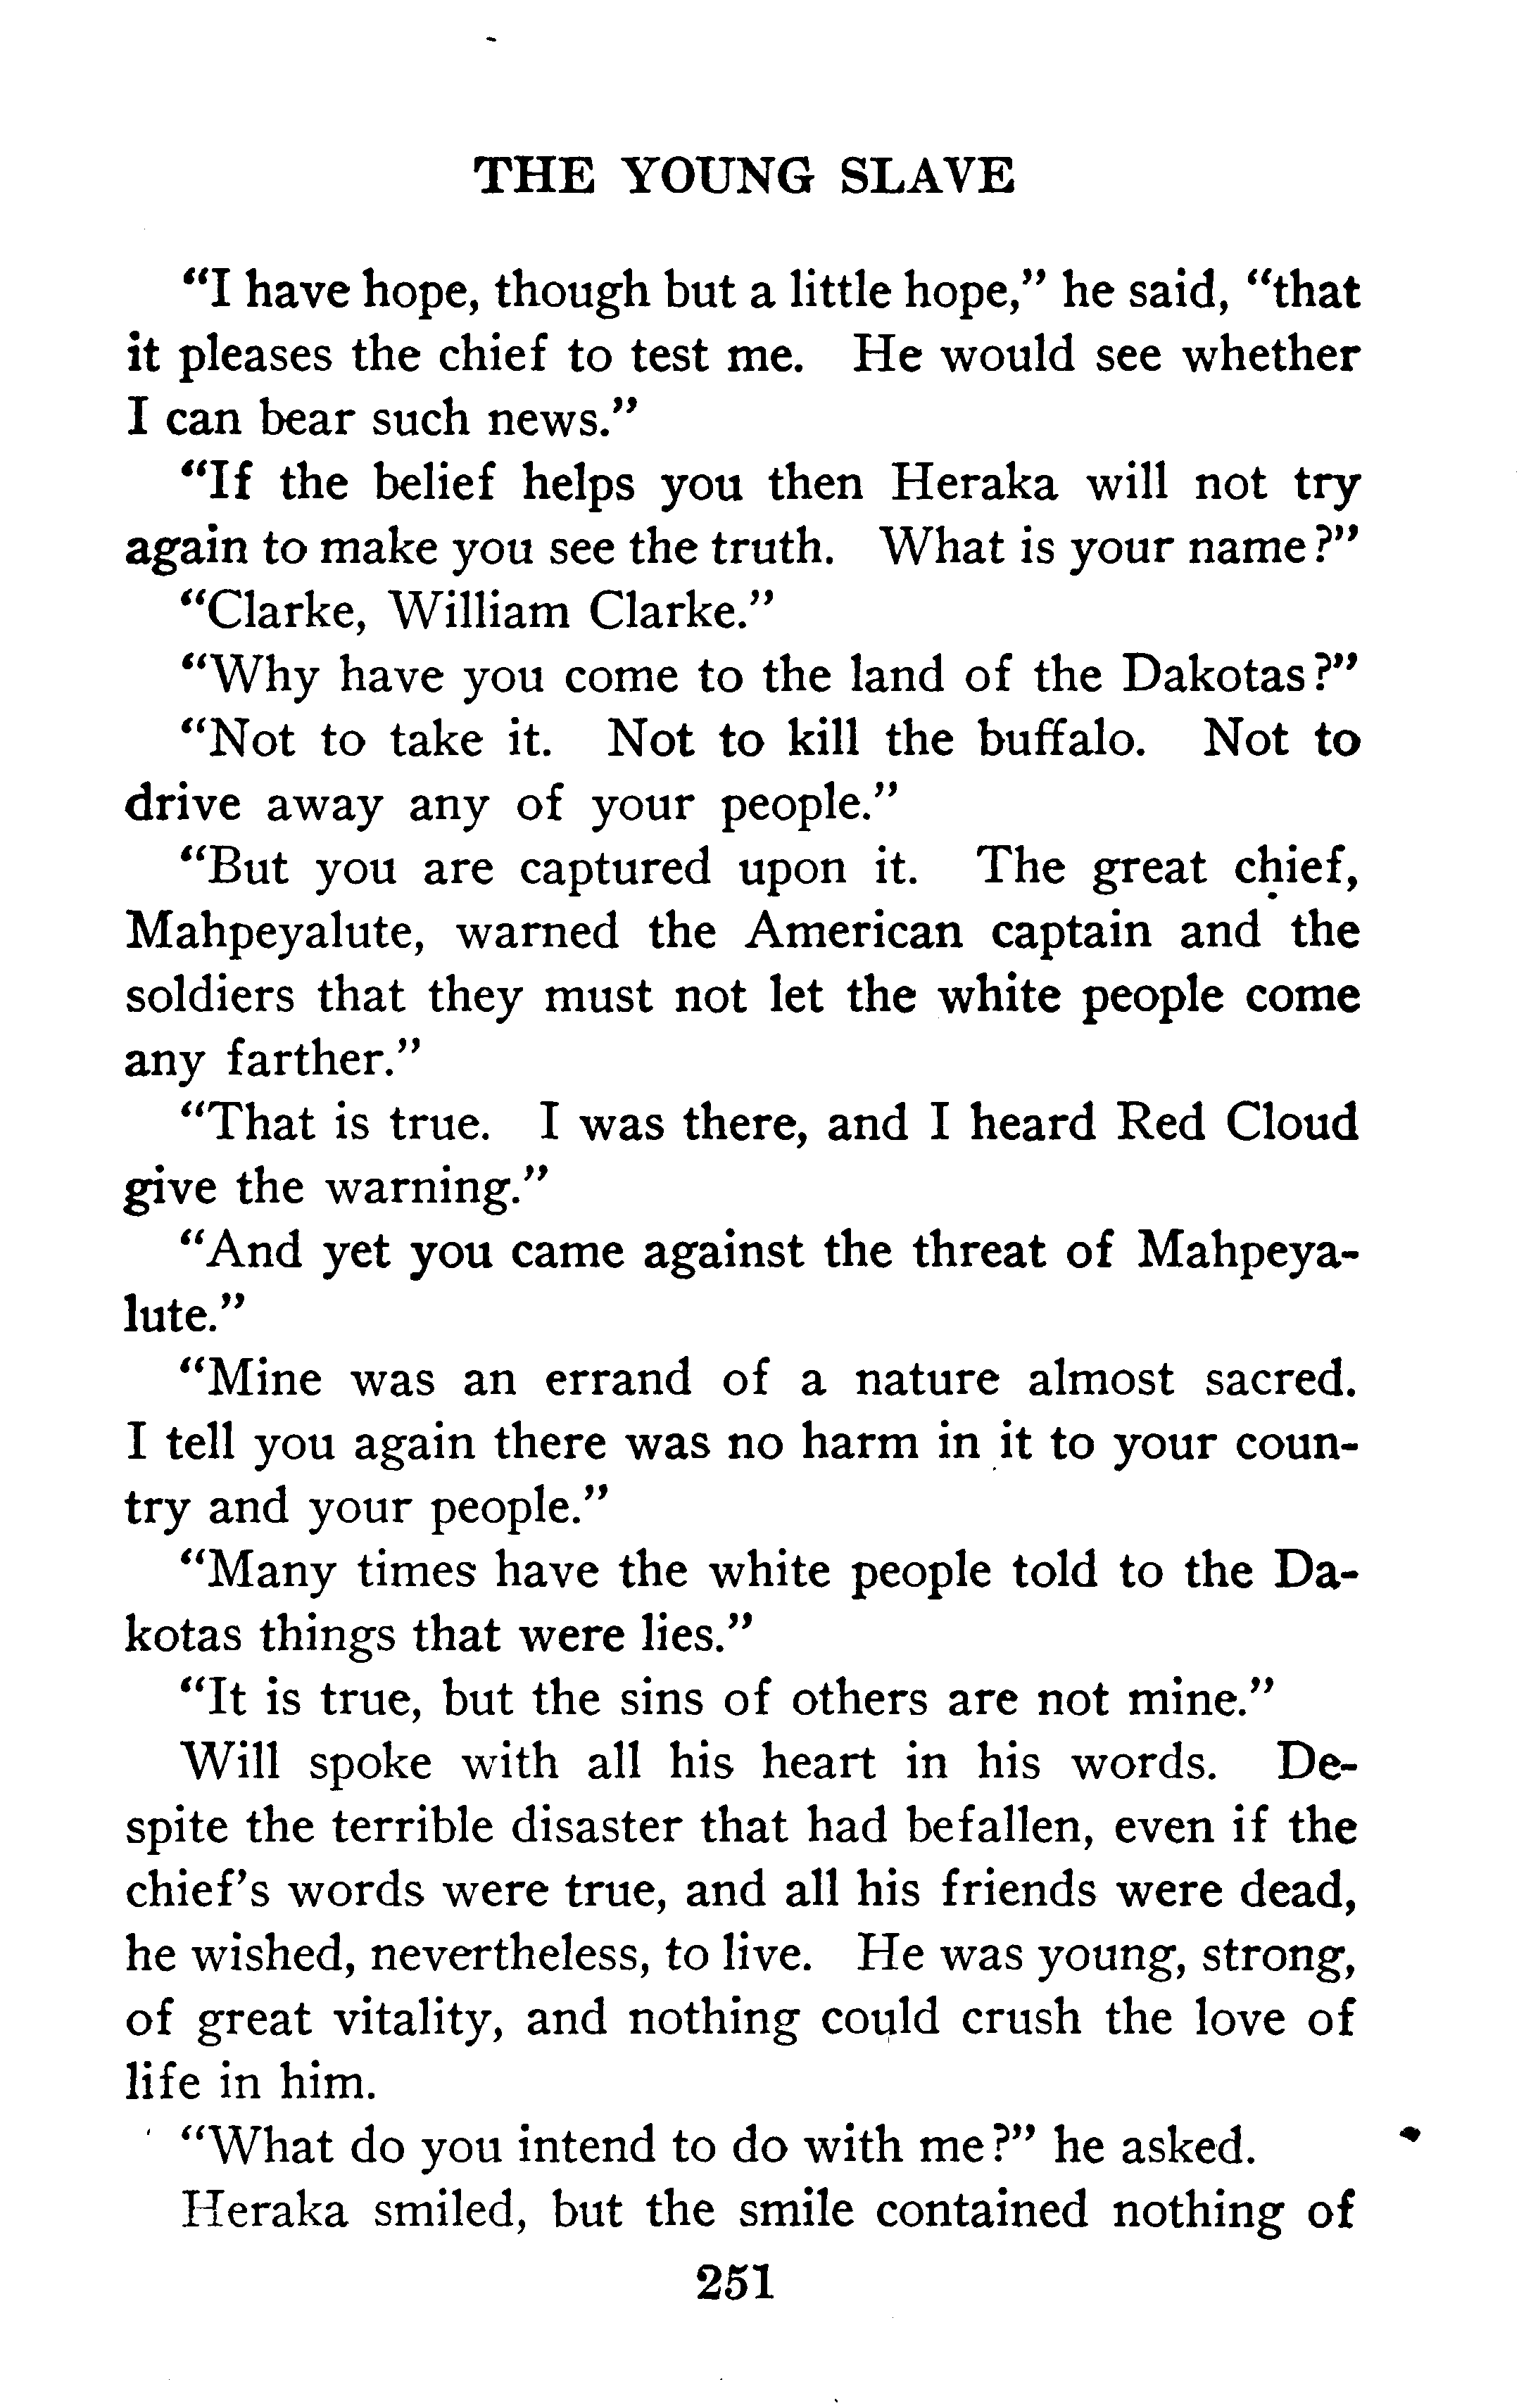 THE YOUNG SLAVE
"I have hope, though but a little hope," he said, "that
it pleases the chief to test me. He would see whether
I can bear such news."
"If the belief helps you then Heraka will not try
again to make you see the truth. What is your name?"
"Clarke, William Clarke."
"Why have you come to the land of the Dakotas?"
"Not to take it. Not to kill the buffalo. Not to
drive away any of your people."
"But you are captured upon it. The great chief,
Mahpeyalute, warned the American captain and the
soldiers that they must not let the white people come
any farther."
"That is true. I was there, and I heard Red Cloud
give the warning."
"And yet you came against the threat of Mahpeya-
lute."
"Mine was an errand of a nature almost sacred.
I tell you again there was no harm in it to your coun-
try and your people."
"Many times have the white people told to the Da-
kotas things that were lies."
"It is true, but the sins of others are not mine."
Will spoke with all his heart in his words. De-
spite the terrible disaster that had befallen, even if the
chief's words were true, and all his friends were dead,
he wished, nevertheless, to live. He was young, strong,
of great vitality, and nothing could crush the love of
life in him.
"What do you intend to do with me?" he asked.
Heraka smiled, but the smile contained nothing of
251